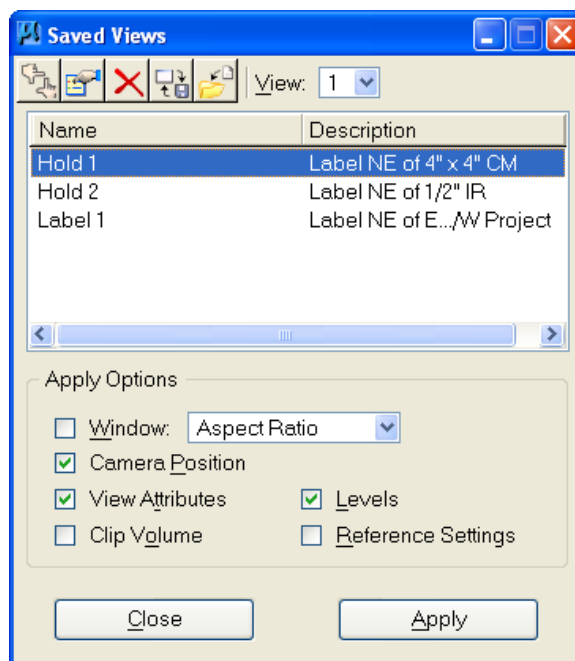 Saved Views
View: 1
Name Description
Hold 1 Label NE of 4" x 4" CM
Hold 2 Label NE of 1/2" IR
Label 1 Label NE of E.../W Project
Apply Options
Window: Aspect Ratio
Camera Position
View Attributes Levels
Clip Volume Reference Settings
Close Apply